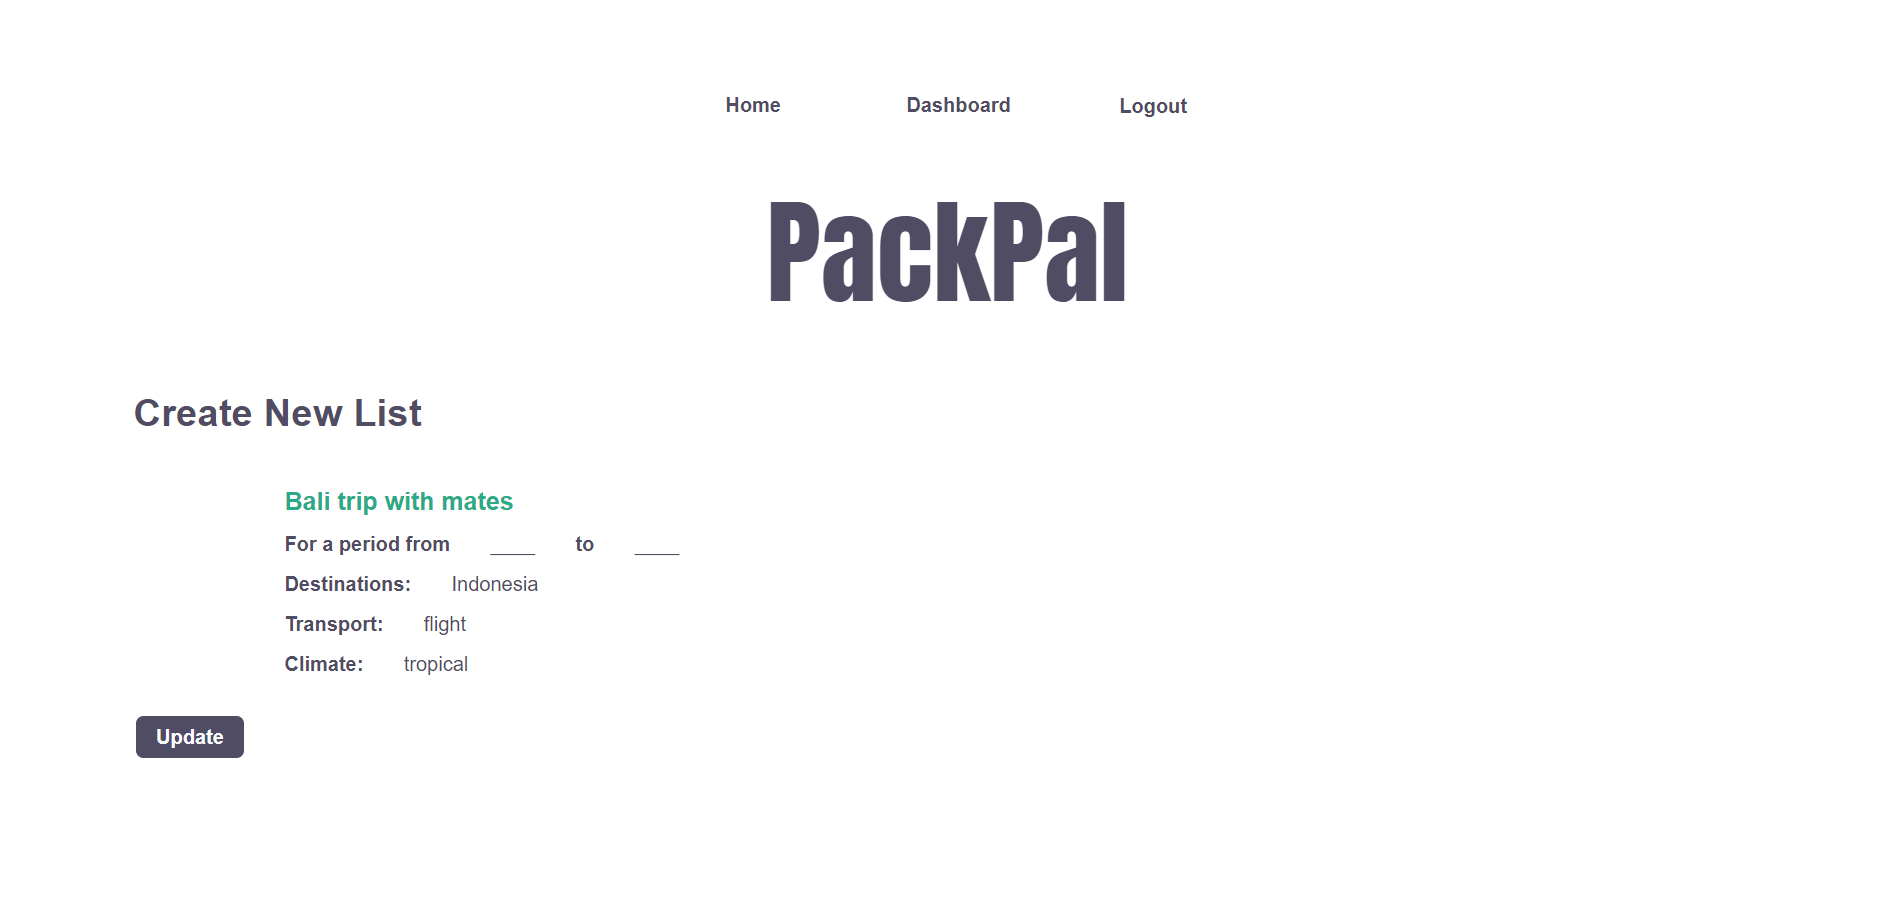 Home Dashboard Logout
PackPal
Create New List
Bali trip with mates
For a period from ____ to ____
Destinations: Indonesia
Transport: flight
Climate: tropical
Update